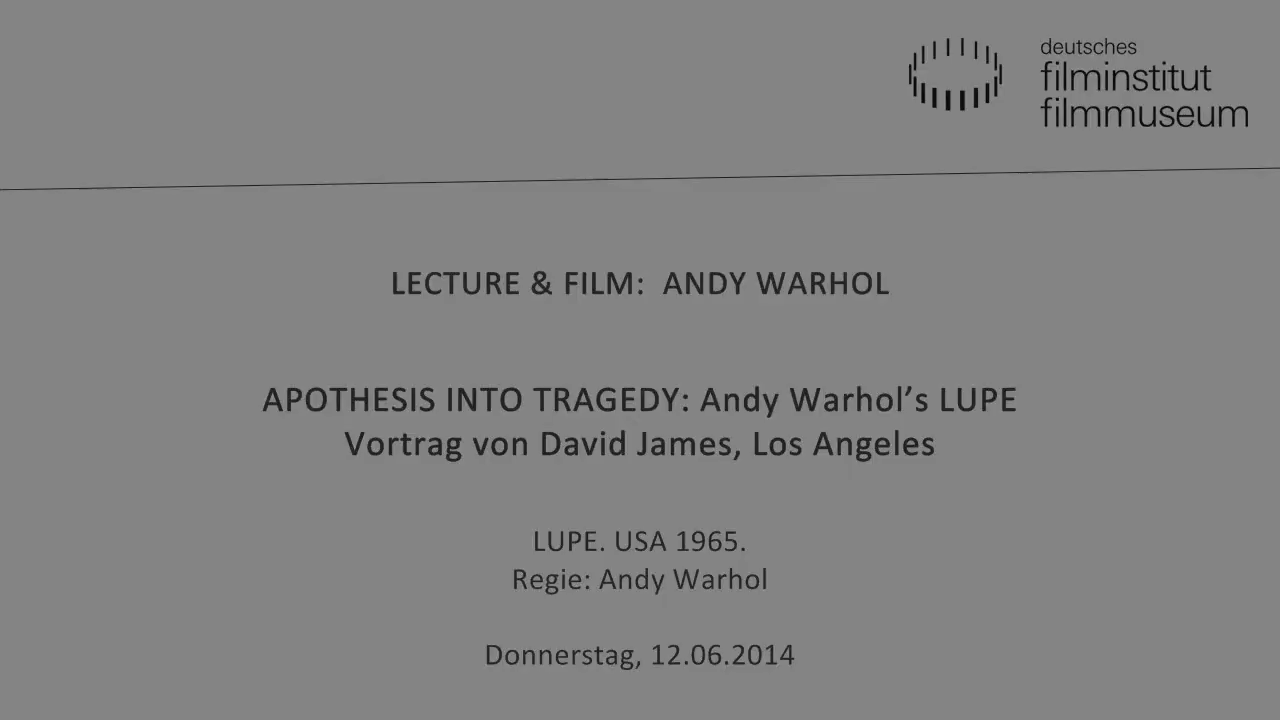 deutsches
filminstitut
filmmuseum
LECTURE & FILM: ANDY WARHOL
APOTHESIS INTO TRAGEDY: Andy Warhol’s LUPE
Vortrag von David James, Los Angeles
LUPE. USA 1965.
Regie: Andy Warhol
Donnerstag, 12.06.2014